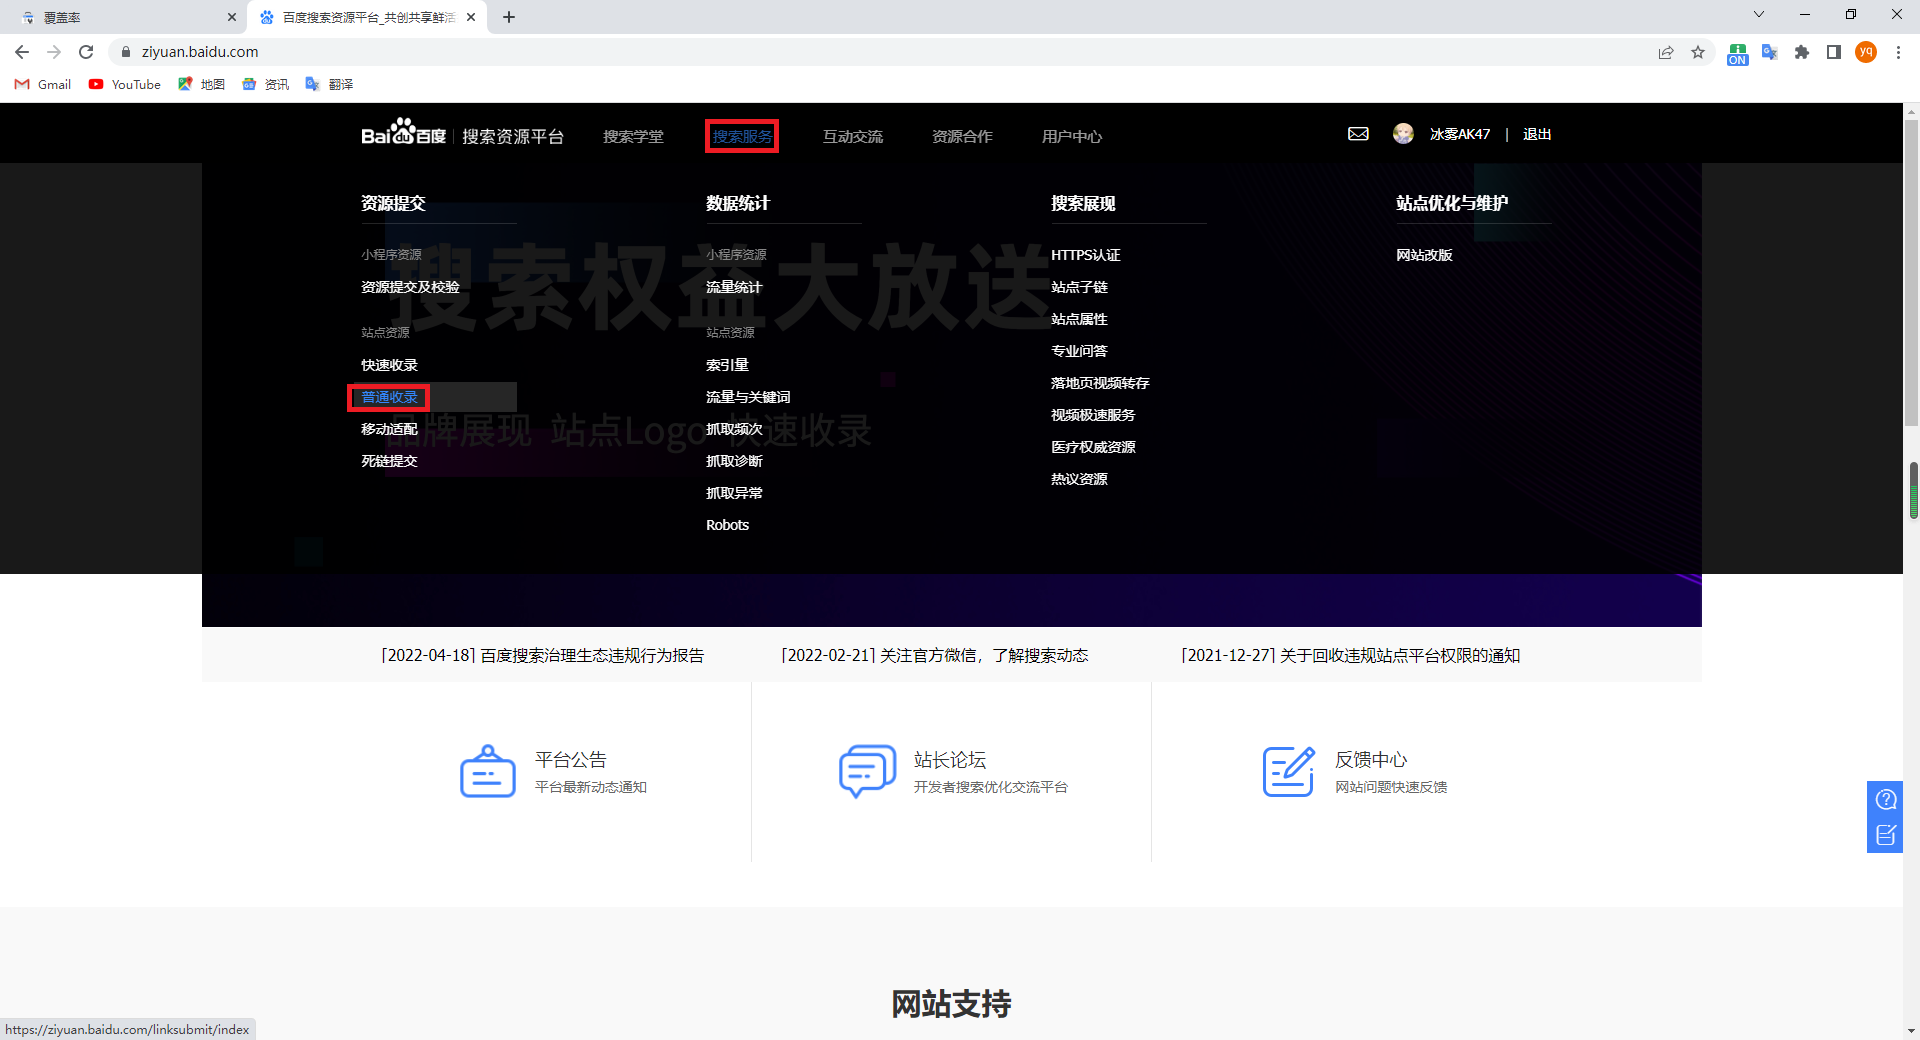 覆盖率
百度搜索资源平台_共创共享鲜活
ziyuan.baidu.com
ON
yq
Gmail
YouTube
地图
资讯
翻译
Bai du 百度
搜索资源平台
搜索学堂
搜索服务
互动交流
资源合作
用户中心
冰雾AK47 | 退出
资源提交
小程序资源
资源提交及校验
站点资源
快速收录
普通收录
移动适配
死链提交
数据统计
小程序资源
流量统计
站点资源
索引量
流量与关键词
抓取频次
抓取诊断
抓取异常
Robots
搜索展现
HTTPS认证
站点子链
站点属性
专业问答
落地页视频转存
视频极速服务
医疗权威资源
热议资源
站点优化与维护
网站改版
搜索权益大放送
品牌展现 站点Logo 快速收录
[2022-04-18] 百度搜索治理生态违规行为报告
[2022-02-21] 关注官方微信，了解搜索动态
[2021-12-27] 关于回收违规站点平台权限的通知
平台公告
平台最新动态通知
站长论坛
开发者搜索优化交流平台
反馈中心
网站问题快速反馈
网站支持
https://ziyuan.baidu.com/linksubmit/index